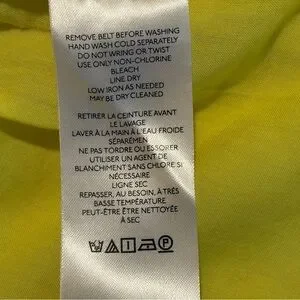 REMOVE BELT BEFORE WASHING
HAND WASH COLD SEPARATELY
DO NOT WRING OR TWIST
USE ONLY NON-CHLORINE
BLEACH
LINE DRY
LOW IRON AS NEEDED
MAY BE DRY CLEANED
RETIRER LA CEINTURE AVANT
LE LAVAGE
LAVER À LA MAIN À L'EAU FROIDE
SÉPARÉMENT
NE PAS TORDRE OU ESSORER
UTILISER UN AGENT DE
BLANCHIMENT SANS CHLORE SI
NÉCESSAIRE
LIGNE SEC
REPASSER, AU BESOIN, À TRÈS
BASSE TEMPÉRATURE
PEUT-ÊTRE ÊTRE NETTOYÉE
À SEC